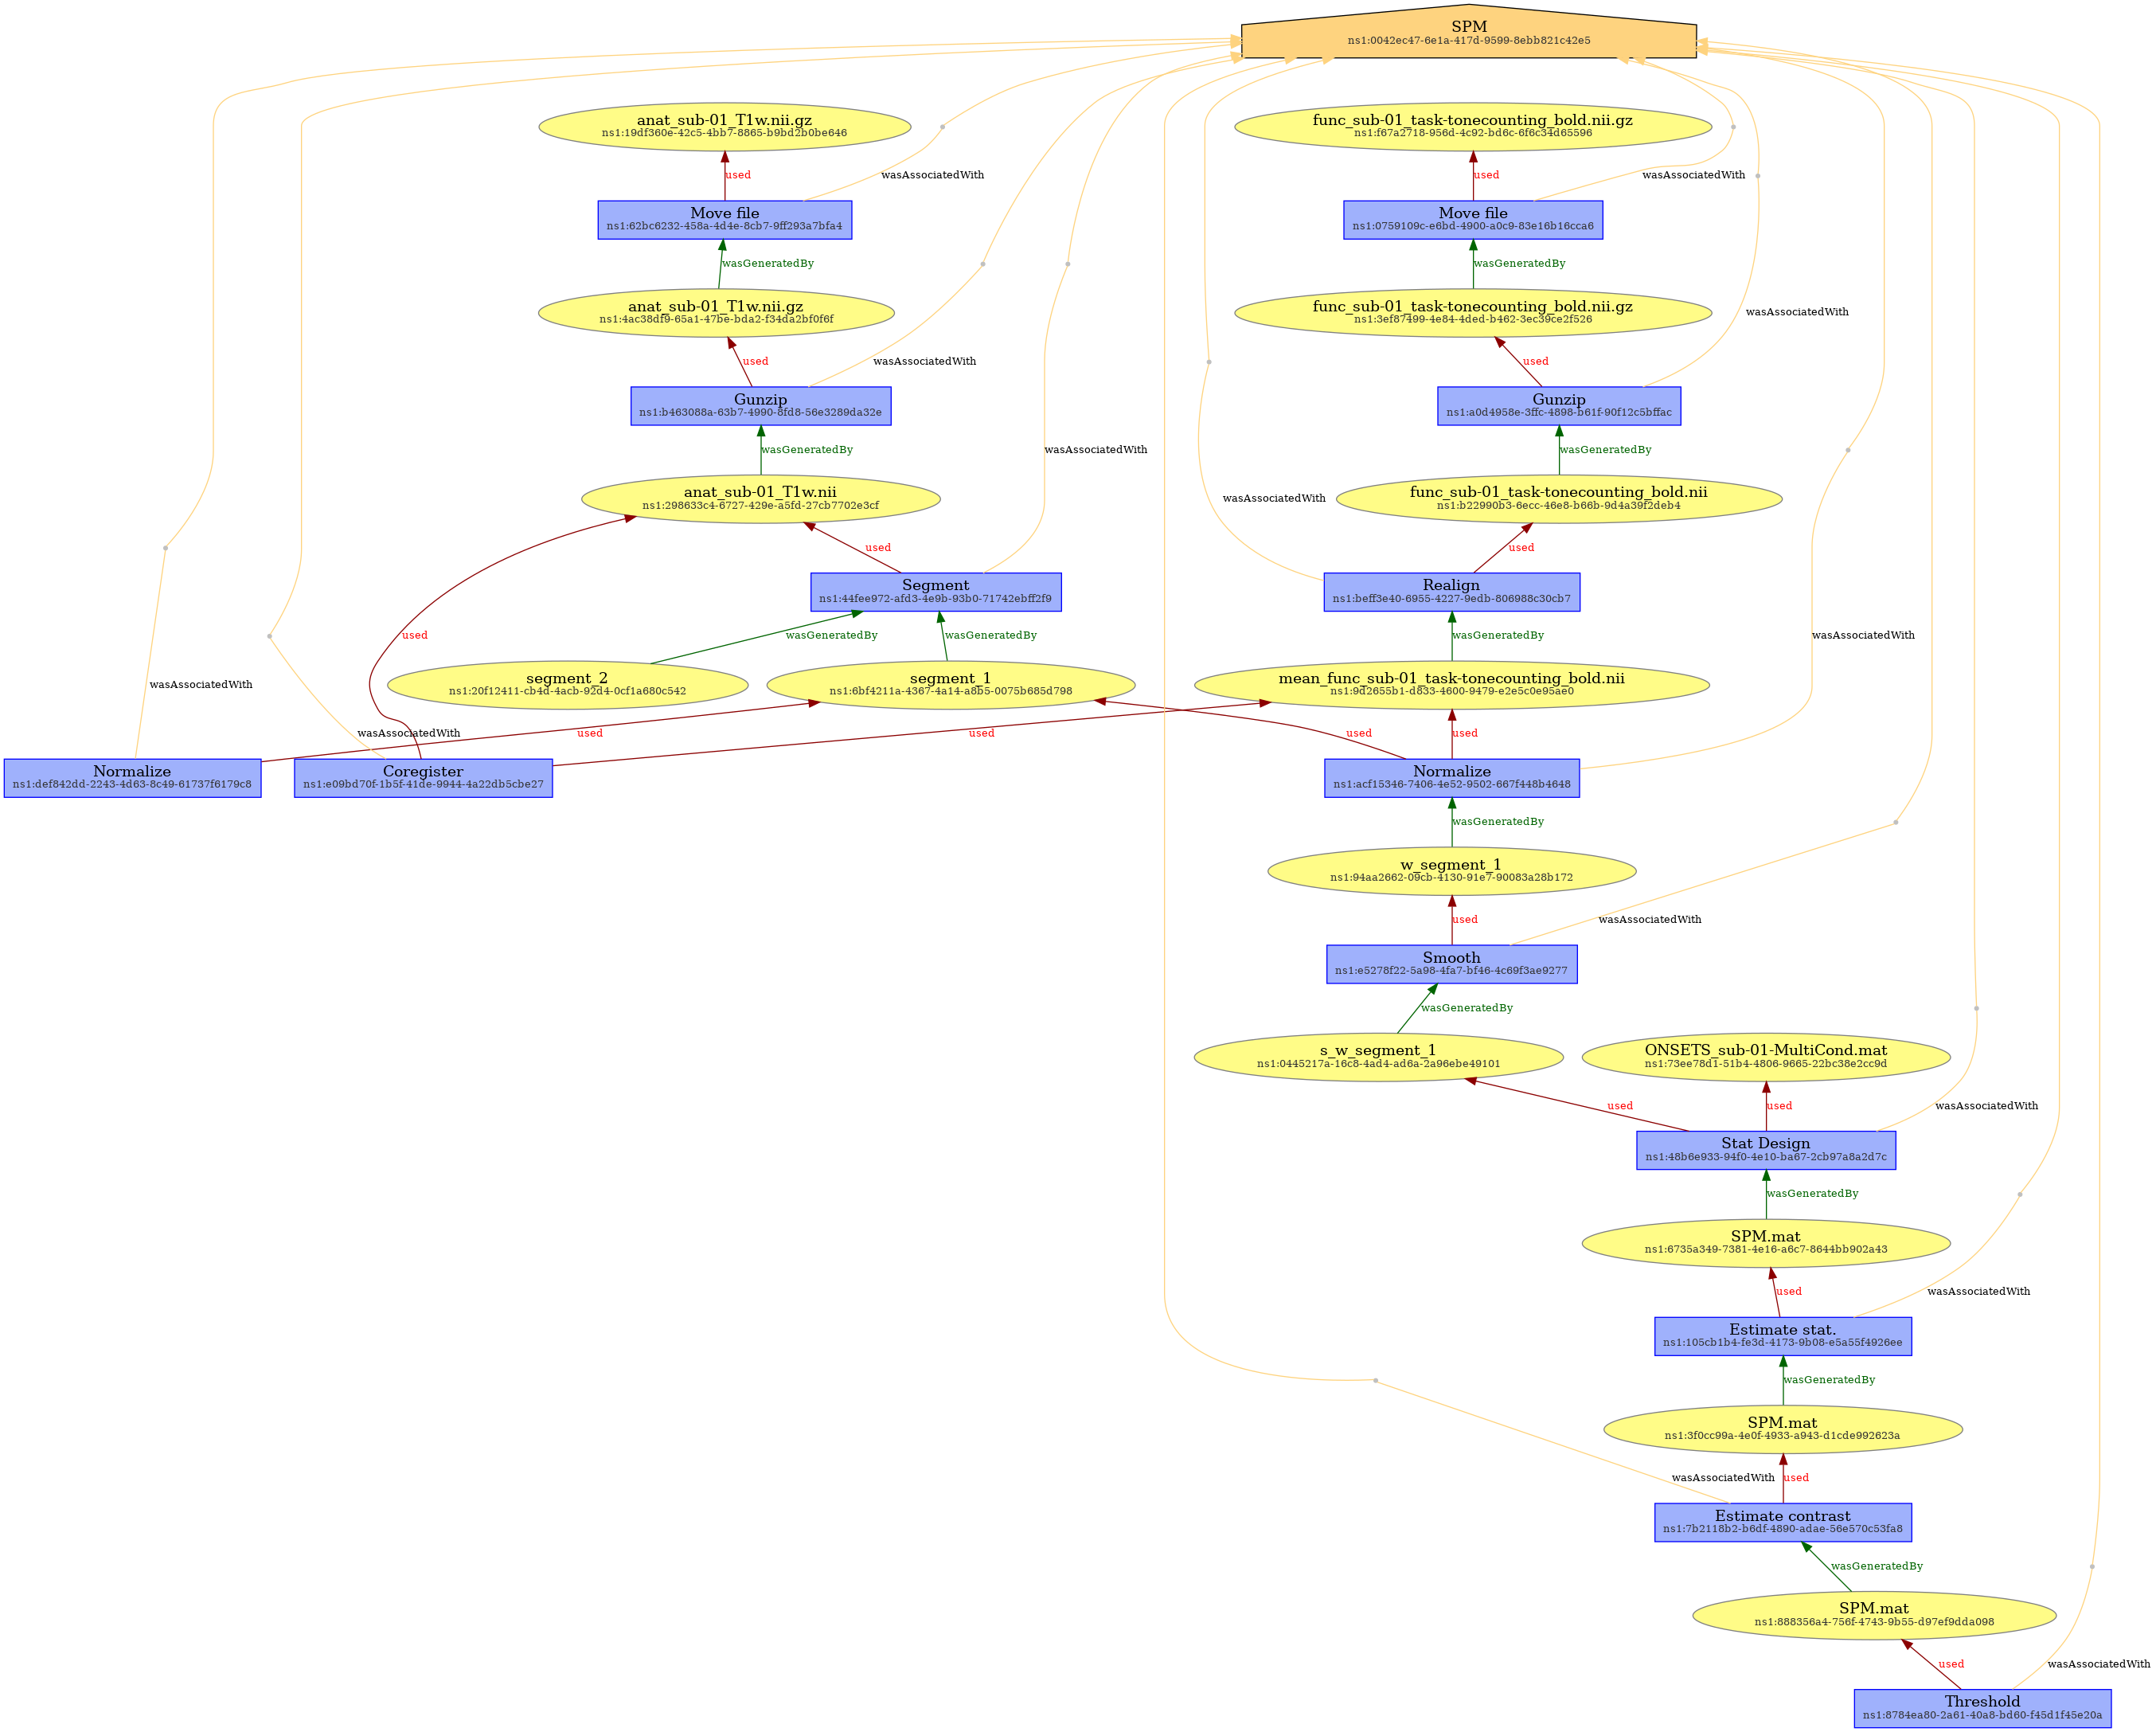 SPM
ns1:0042ec47-6e1a-417d-9599-8ebb821c42e5
anat_sub-01_T1w.nii.gz
ns1:19df360e-42c5-4bb7-8865-b9bd2b0be646
func_sub-01_task-tonecounting_bold.nii.gz
ns1:f67a2718-956d-4c92-bd6c-6f6c34d65596
used
wasAssociatedWith
used
wasAssociatedWith
Move file
ns1:62bc6232-458a-4d4e-8cb7-9ff293a7bfa4
Move file
ns1:0759109c-e6bd-4900-a0c9-83e16b16cca6
wasGeneratedBy
wasGeneratedBy
anat_sub-01_T1w.nii.gz
ns1:4ac38df9-65a1-47be-bda2-f34da2bf0f6f
func_sub-01_task-tonecounting_bold.nii.gz
ns1:3ef87499-4e84-4ded-b462-3ec39ce2f526
wasAssociatedWith
used
wasAssociatedWith
used
Gunzip
ns1:b463088a-63b7-4990-8fd8-56e3289da32e
Gunzip
ns1:a0d4958e-3ffc-4898-b61f-90f12c5bffac
wasGeneratedBy
wasAssociatedWith
wasGeneratedBy
anat_sub-01_T1w.nii
ns1:298633c4-6727-429e-a5fd-27cb7702e3cf
wasAssociatedWith
func_sub-01_task-tonecounting_bold.nii
ns1:b22990b3-6ecc-46e8-b66b-9d4a39f2deb4
used
used
Segment
ns1:44fee972-afd3-4e9b-93b0-71742ebff2f9
Realign
ns1:beff3e40-6955-4227-9edb-806988c30cb7
used
wasGeneratedBy
wasGeneratedBy
wasGeneratedBy
wasAssociatedWith
segment_2
ns1:20f12411-cb4d-4acb-92d4-0cf1a680c542
segment_1
ns1:6bf4211a-4367-4a14-a8b5-0075b685d798
mean_func_sub-01_task-tonecounting_bold.nii
ns1:9d2655b1-d833-4600-9479-e2e5c0e95ae0
wasAssociatedWith
wasAssociatedWith
used
used
used
used
Normalize
ns1:def842dd-2243-4d63-8c49-61737f6179c8
Coregister
ns1:e09bd70f-1b5f-41de-9944-4a22db5cbe27
Normalize
ns1:acf15346-7406-4e52-9502-667f448b4648
wasGeneratedBy
w_segment_1
ns1:94aa2662-09cb-4130-91e7-90083a28b172
used
wasAssociatedWith
Smooth
ns1:e5278f22-5a98-4fa7-bf46-4c69f3ae9277
wasGeneratedBy
s_w_segment_1
ns1:0445217a-16c8-4ad4-ad6a-2a96ebe49101
ONSETS_sub-01-MultiCond.mat
ns1:73ee78d1-51b4-4806-9665-22bc38e2cc9d
used
used
wasAssociatedWith
Stat Design
ns1:48b6e933-94f0-4e10-ba67-2cb97a8a2d7c
wasGeneratedBy
SPM.mat
ns1:6735a349-7381-4e16-a6c7-8644bb902a43
used
wasAssociatedWith
Estimate stat.
ns1:105cb1b4-fe3d-4173-9b08-e5a55f4926ee
wasGeneratedBy
SPM.mat
ns1:3f0cc99a-4e0f-4933-a943-d1cde992623a
wasAssociatedWith
used
Estimate contrast
ns1:7b2118b2-b6df-4890-adae-56e570c53fa8
wasGeneratedBy
SPM.mat
ns1:888356a4-756f-4743-9b55-d97ef9dda098
used
wasAssociatedWith
Threshold
ns1:8784ea80-2a61-40a8-bd60-f45d1f45e20a